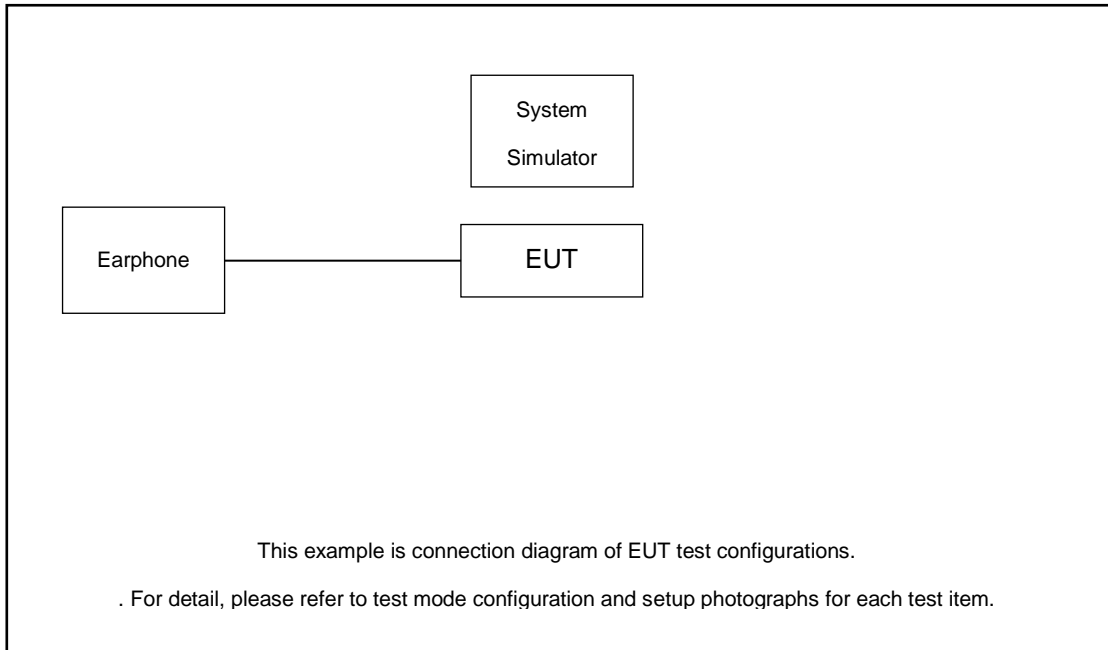 System
Simulator
Earphone
EUT
This example is connection diagram of EUT test configurations.
. For detail, please refer to test mode configuration and setup photographs for each test item.